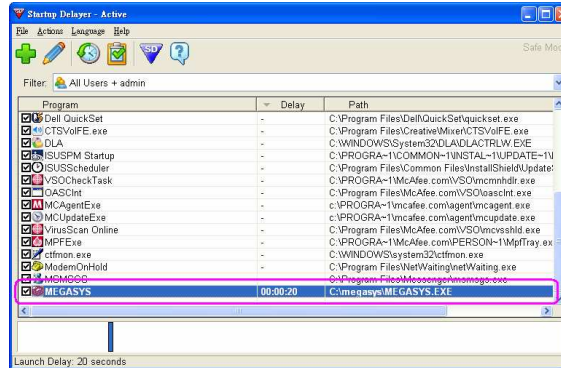 Startup Delayer - Active
File Actions Language Help
Safe Mod
Filter: All Users + admin
Program Delay Path
Dell QuickSet - C:\Program Files\Dell\QuickSet\quickset.exe
CTSVolFE.exe - C:\Program Files\Creative\Mixer\CTSVolFE.exe
DLA - C:\WINDOWS\System32\DLA\DLACTRLW.EXE
ISUSPM Startup - C:\PROGRA~1\COMMON~1\INSTAL~1\UPDATE~1\I
ISUSScheduler - C:\Program Files\Common Files\InstallShield\Update
VSOCheckTask - C:\PROGRA~1\McAfee.com\VSO\mcmnhdlr.exe
OASClnt - C:\Program Files\McAfee.com\VSO\oasclnt.exe
MCAgentExe - c:\PROGRA~1\mcafee.com\agent\mcagent.exe
MCUpdateExe - c:\PROGRA~1\mcafee.com\agent\mcupdate.exe
VirusScan Online - C:\Program Files\McAfee.com\VSO\mcvsshld.exe
MPFExe - C:\PROGRA~1\McAfee.com\PERSON~1\MpfTray.ex
ctfmon.exe - C:\WINDOWS\system32\ctfmon.exe
ModemOnHold - C:\Program Files\NetWaiting\netWaiting.exe
MSMSGS - C:\Program Files\Messenger\msmsgs.exe
MEGASYS 00:00:20 C:\megasys\MEGASYS.EXE
Launch Delay: 20 seconds